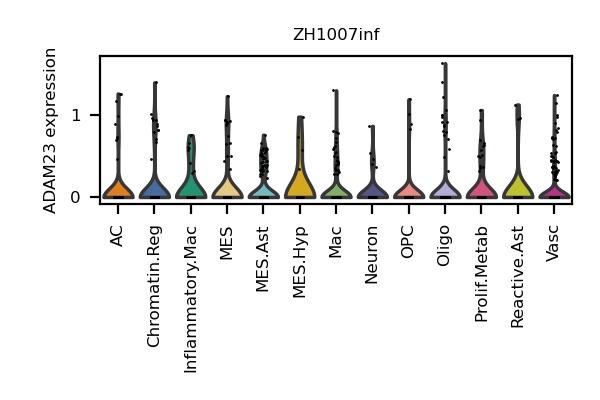 ZH1007inf
ADAM23 expression
1
0
AC
Chromatin.Reg
Inflammatory.Mac
MES
MES.Ast
MES.Hyp
Mac
Neuron
OPC
Oligo
Prolif.Metab
Reactive.Ast
Vasc